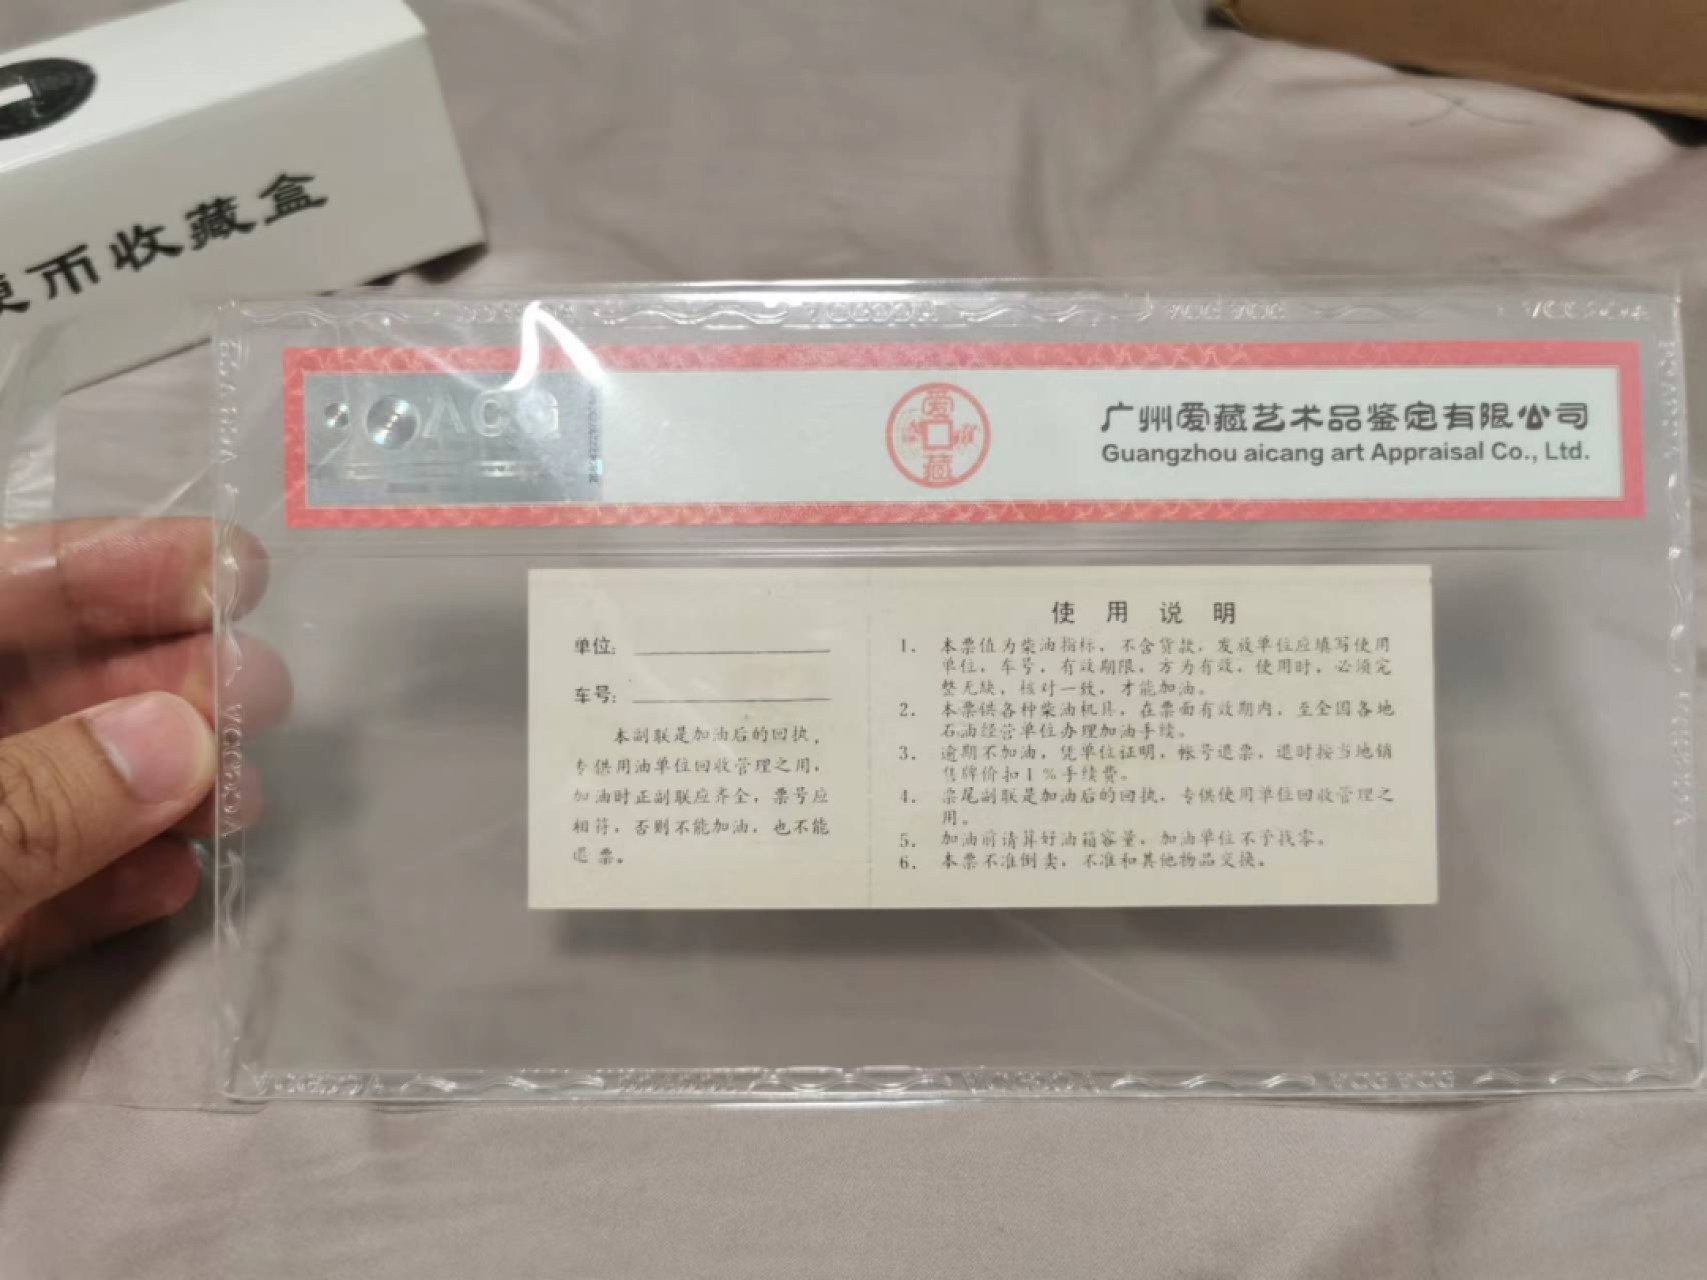 币收藏盒
ACG
爱藏
广州爱藏艺术品鉴定有限公司
Guangzhou aicang art Appraisal Co., Ltd.
单位：
车号：
本副联是加油后的回执，
专供用油单位回收管理之用，
加油时正副联应齐全，票号应
相符，否则不能加油，也不能
退票。
使用说明
1. 本票值为柴油指标，不含货款，发放单位应填写使用
单位，车号，有效期限，方为有效，使用时，必须完
整无缺，核对一致，才能加油。
2. 本票供各种柴油机具，在票面有效期内，至全国各地
石油经营单位办理加油手续。
3. 逾期不加油，凭单位证明，帐号退票，退时按当地销
售牌价扣1％手续费。
4. 票尾副联是加油后的回执，专供使用单位回收管理之
用。
5. 加油前请算好油箱容量，加油单位不予找零。
6. 本票不准倒卖，不准和其他物品交换。